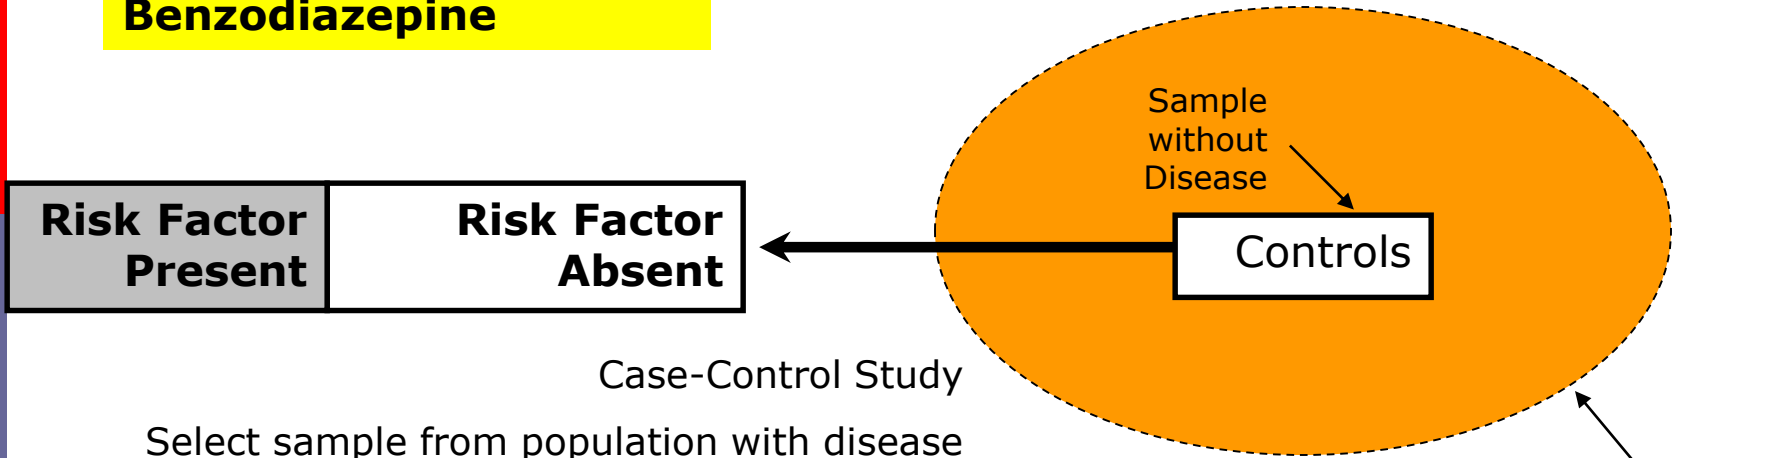 Benzodiazepine
Sample
without
Disease
Risk Factor
Present
Risk Factor
Absent
Controls
Case-Control Study
Select sample from population with disease